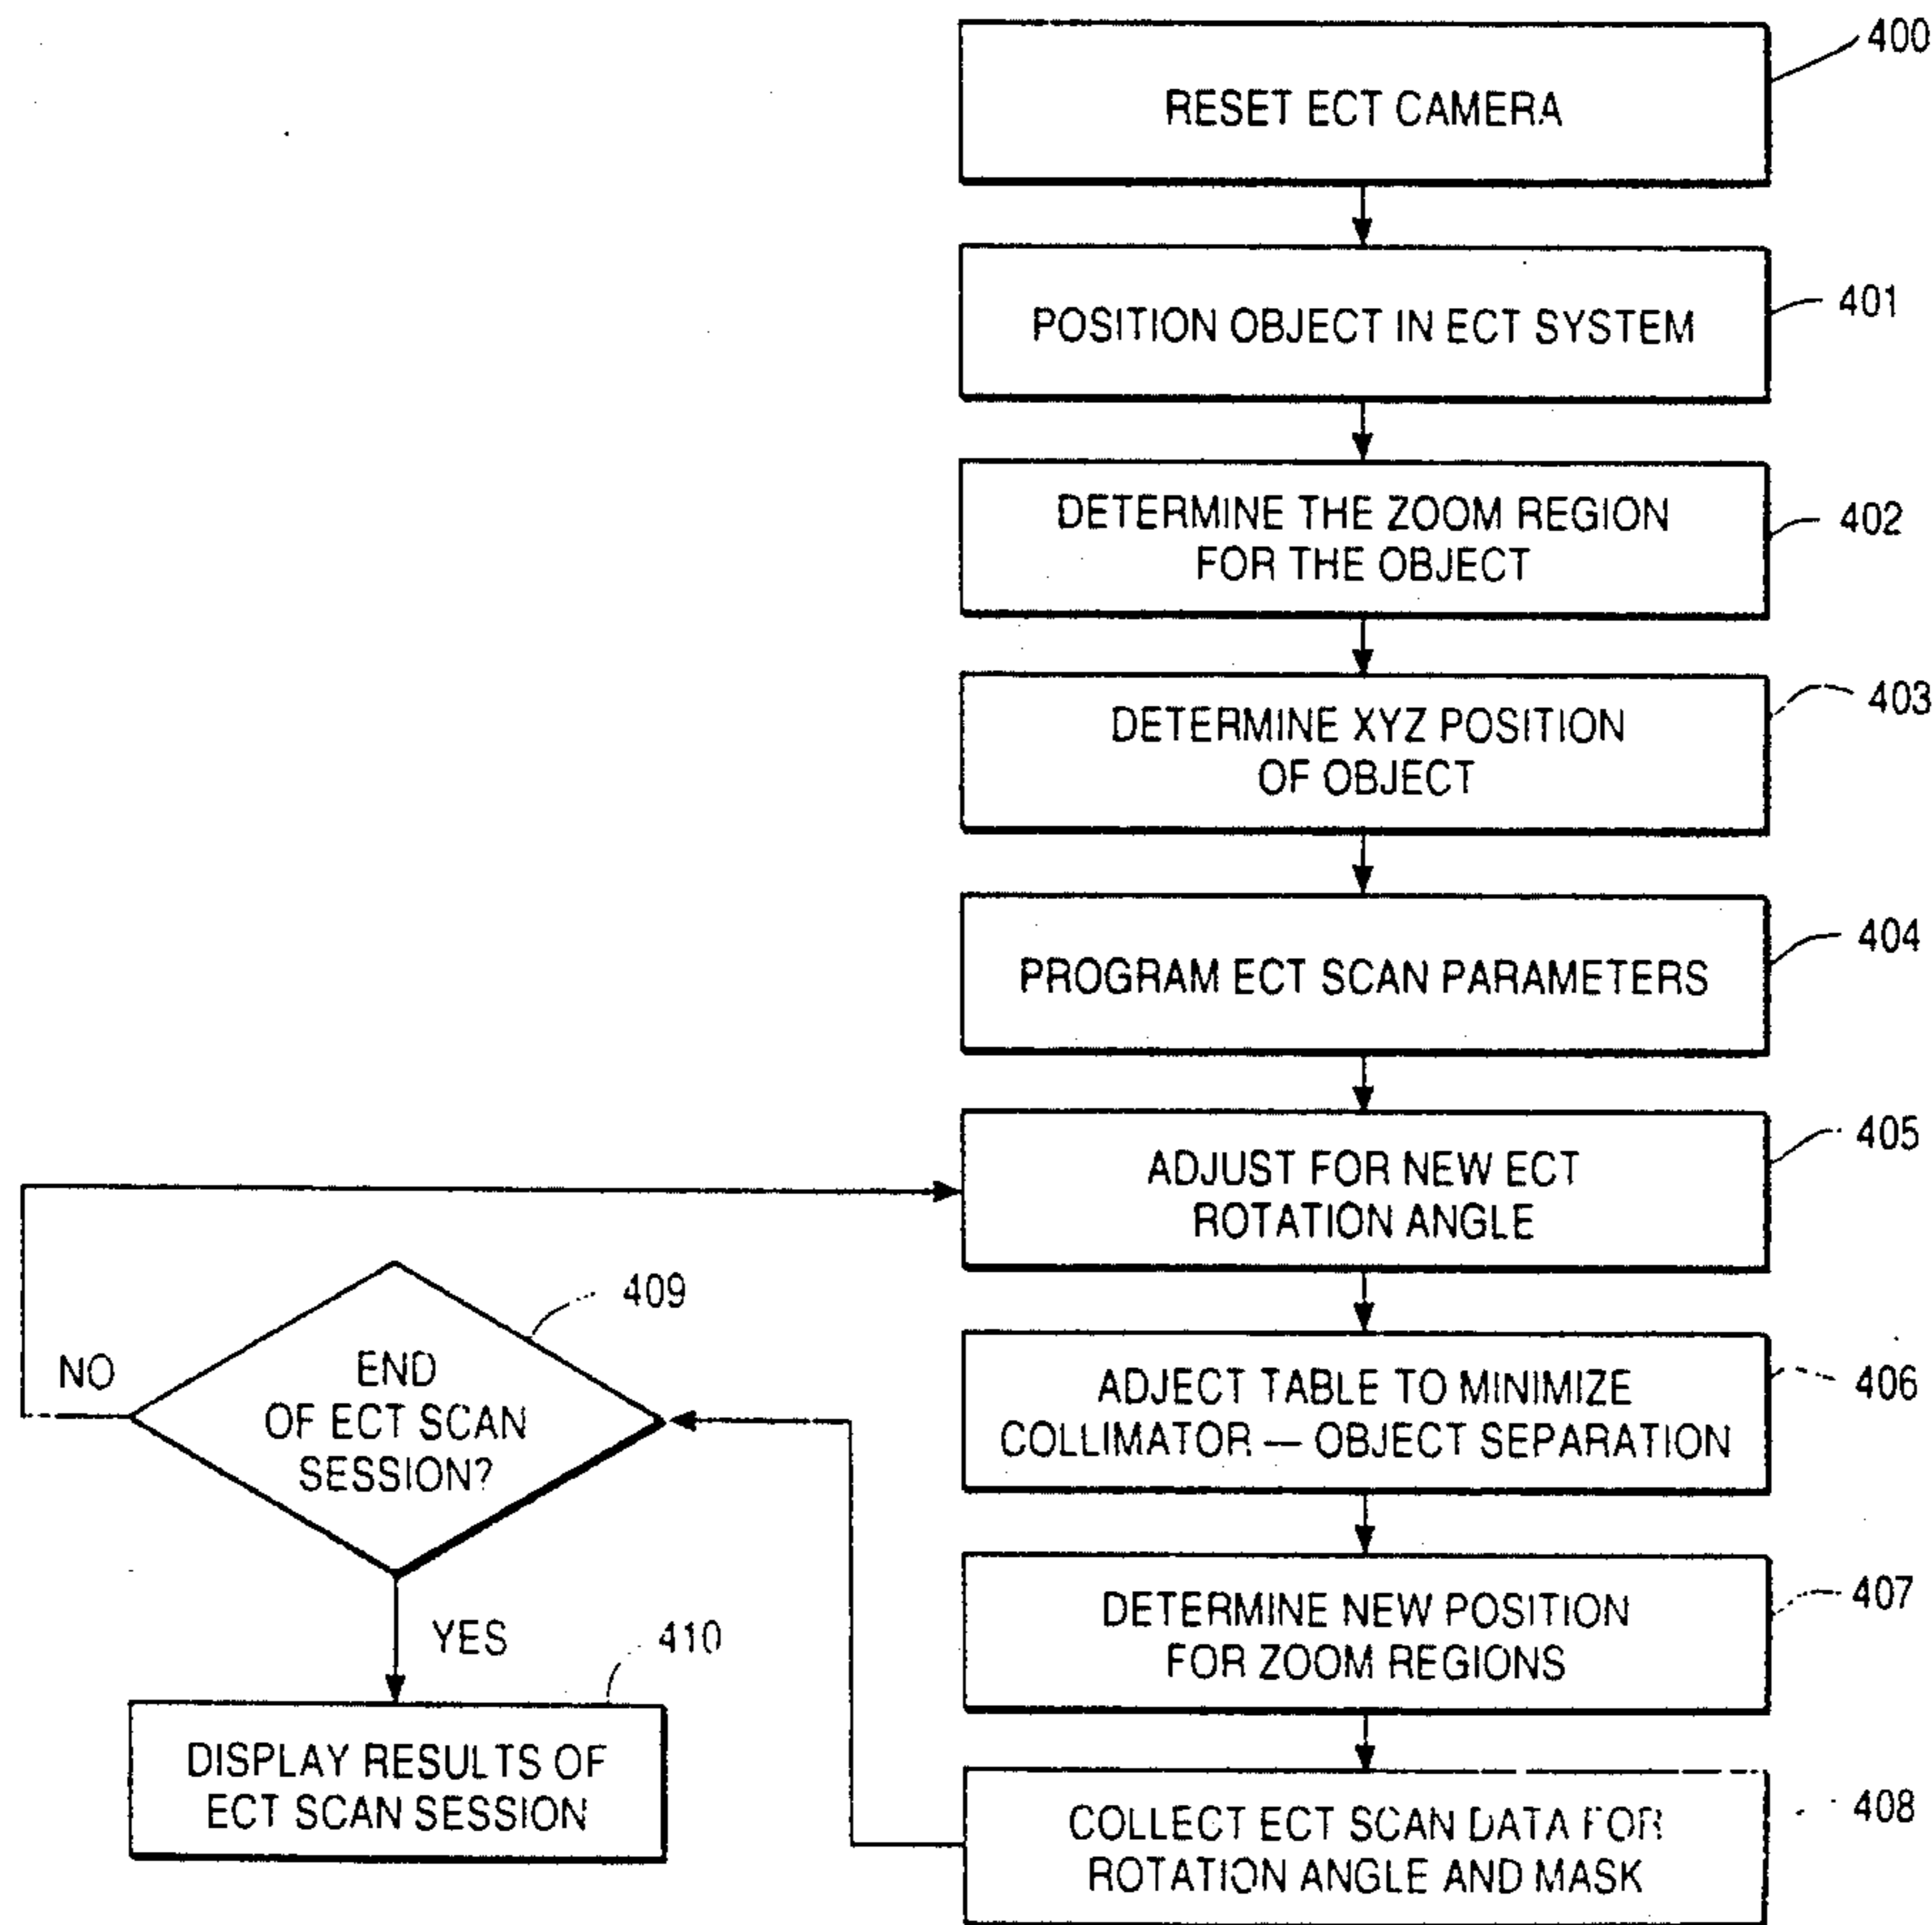 400
RESET ECT CAMERA
POSITION OBJECT IN ECT SYSTEM
401
DETERMINE THE ZOOM REGION
FOR THE OBJECT
402
DETERMINE XYZ POSITION
OF OBJECT
403
PROGRAM ECT SCAN PARAMETERS
404
ADJUST FOR NEW ECT
ROTATION ANGLE
405
ADJECT TABLE TO MINIMIZE
COLLIMATOR — OBJECT SEPARATION
406
DETERMINE NEW POSITION
FOR ZOOM REGIONS
407
COLLECT ECT SCAN DATA FOR
ROTATION ANGLE AND MASK
408
409
END
OF ECT SCAN
SESSION?
NO
YES
410
DISPLAY RESULTS OF
ECT SCAN SESSION